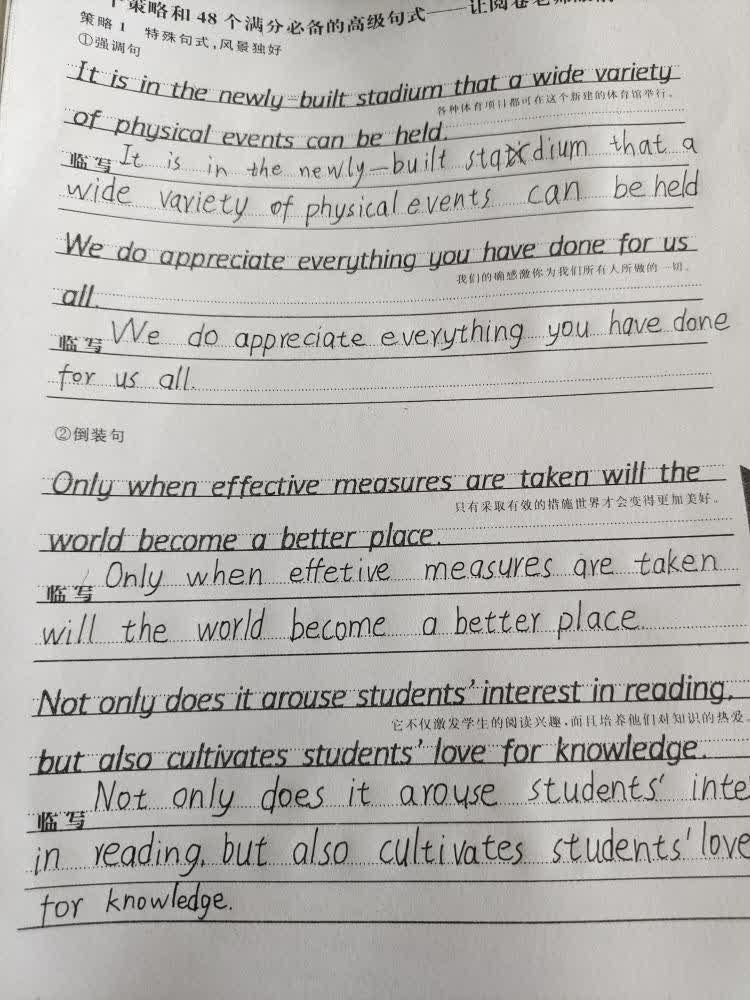 个策略和48个满分必备的高级句式——让阅卷老师
策略1 特殊句式,风景独好
①强调句
It is in the newly-built stadium that a wide variety
各种体育项目都可在这个新建的体育馆举行。
of physical events can be held.
临写 It is in the newly-built stadium that a
wide variety of physical events can be held
We do appreciate everything you have done for us
我们的确感激你为我们所有人所做的一切。
all.
临写 We do appreciate everything you have done
for us all.
②倒装句
Only when effective measures are taken will the
只有采取有效的措施世界才会变得更加美好。
world become a better place.
临写 Only when effetive measures are taken
will the world become a better place.
Not only does it arouse students' interest in reading,
它不仅激发学生的阅读兴趣,而且培养他们对知识的热爱。
but also cultivates students' love for knowledge.
临写 Not only does it arouse students' inte
in reading, but also cultivates students' love
for knowledge.